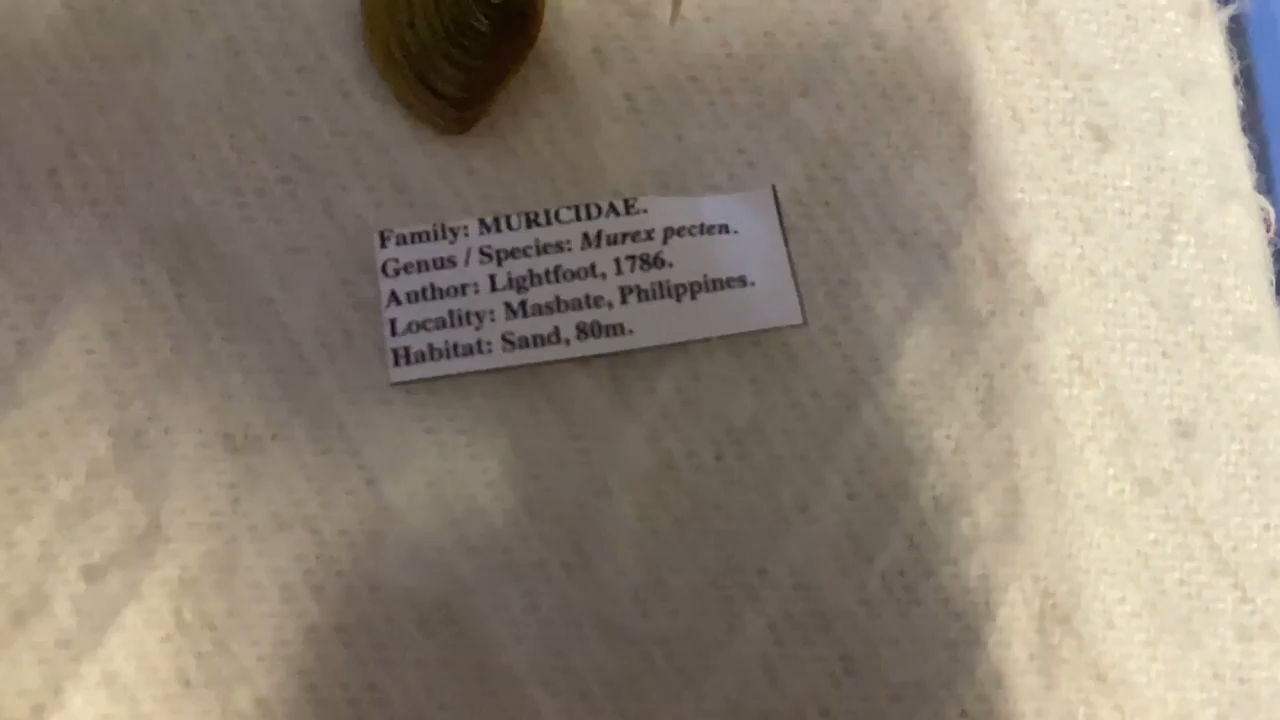 Family: MURICIDAE.
Genus / Species: Murex pecten.
Author: Lightfoot, 1786.
Locality: Masbate, Philippines.
Habitat: Sand, 80m.